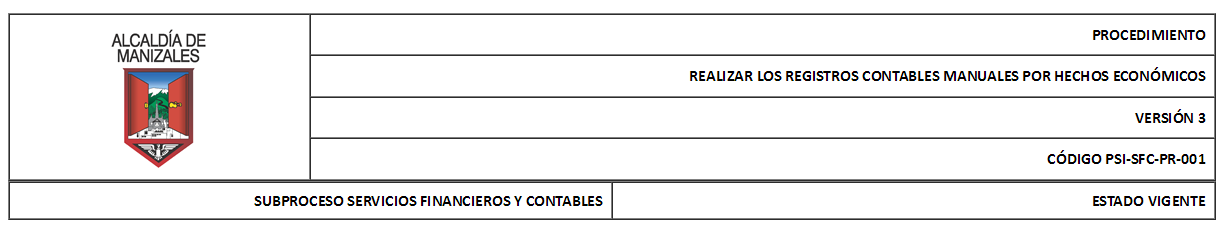 ALCALDÍA DE
MANIZALES
PROCEDIMIENTO
REALIZAR LOS REGISTROS CONTABLES MANUALES POR HECHOS ECONÓMICOS
VERSIÓN 3
CÓDIGO PSI-SFC-PR-001
SUBPROCESO SERVICIOS FINANCIEROS Y CONTABLES
ESTADO VIGENTE